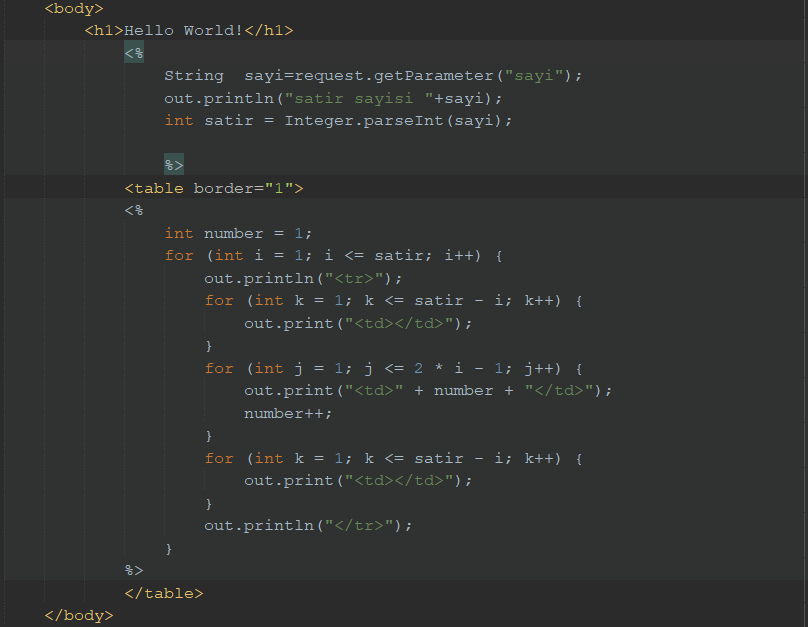 <body>
<h1>Hello World!</h1>
<%
String  sayi=request.getParameter("sayi");
out.println("satir sayisi "+sayi);
int satir = Integer.parseInt(sayi);
%>
<table border="1">
<%
int number = 1;
for (int i = 1; i <= satir; i++) {
out.println("<tr>");
for (int k = 1; k <= satir - i; k++) {
out.print("<td></td>");
}
for (int j = 1; j <= 2 * i - 1; j++) {
out.print("<td>" + number + "</td>");
number++;
}
for (int k = 1; k <= satir - i; k++) {
out.print("<td></td>");
}
out.println("</tr>");
}
%>
</table>
</body>